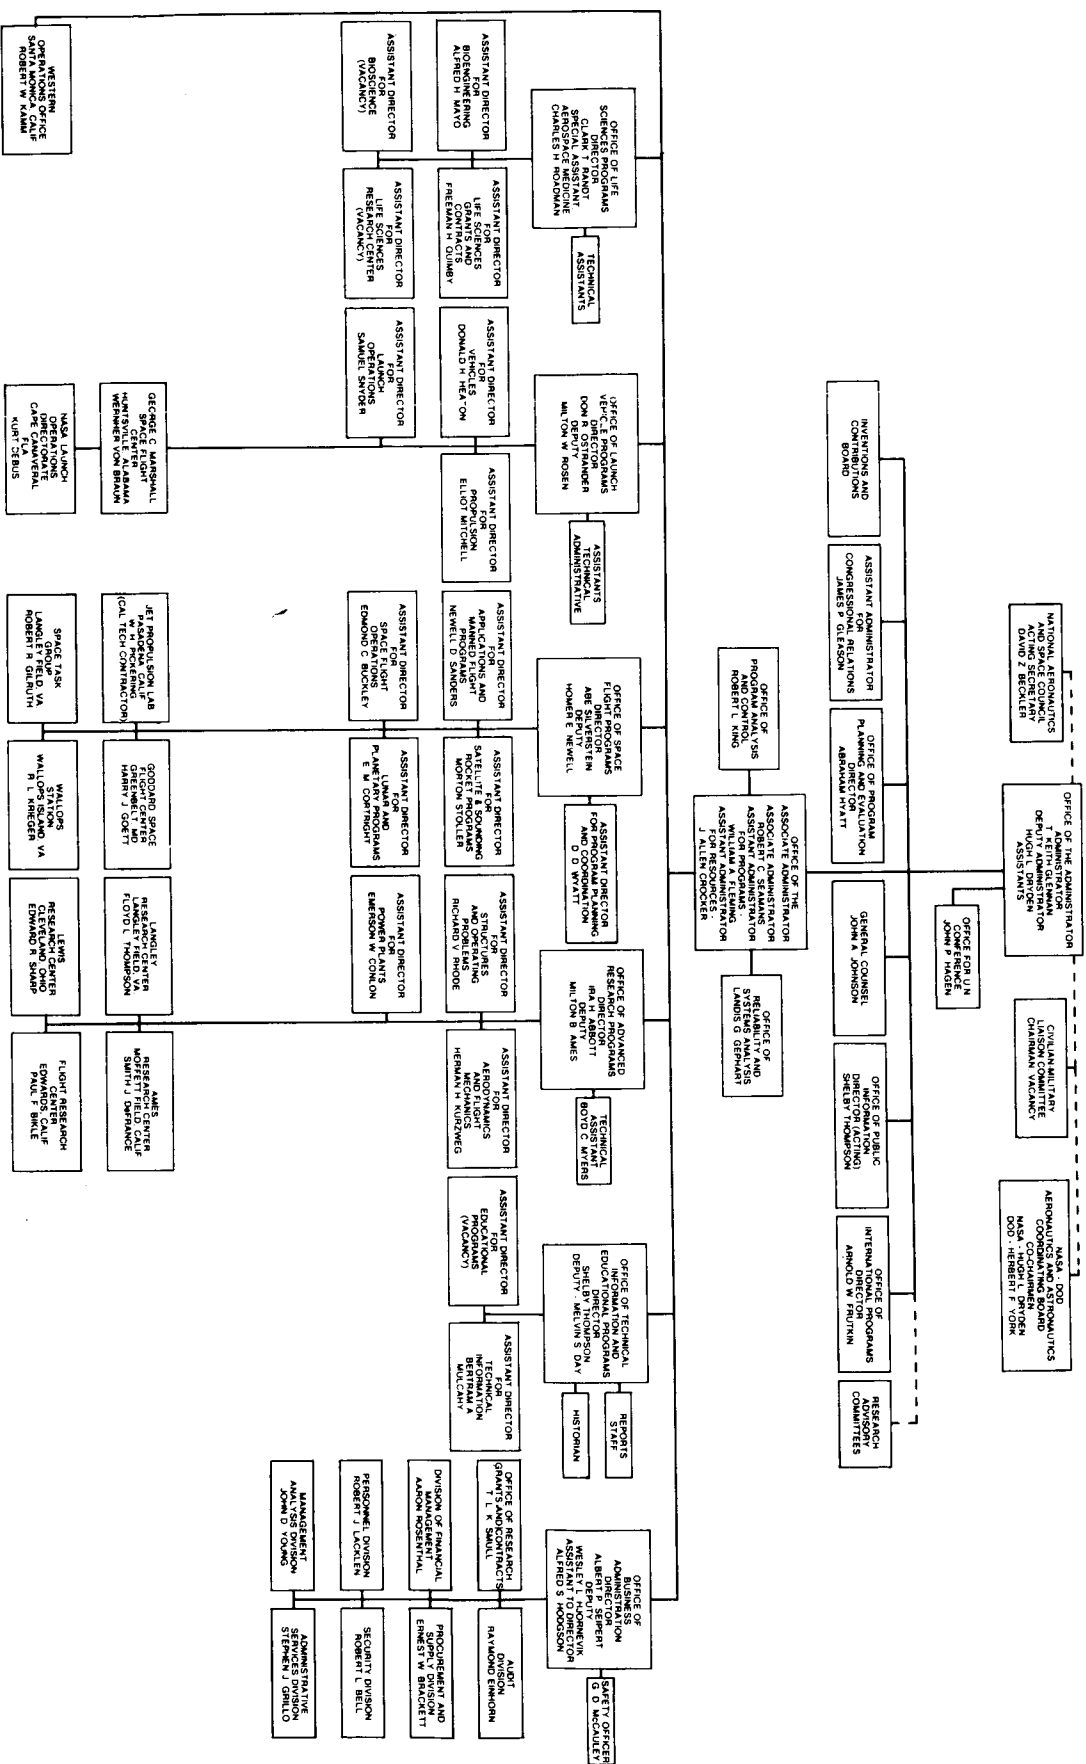 NATIONAL AERONAUTICS
AND SPACE COUNCIL
ACTING SECRETARY
DAVID Z BECKLER
OFFICE OF THE ADMINISTRATOR
ADMINISTRATOR
T KEITH GLENNAN
DEPUTY ADMINISTRATOR
HUGH L DRYDEN
ASSISTANTS
CIVILIAN-MILITARY
LIAISON COMMITTEE
CHAIRMAN VACANCY
NASA - DOD
AERONAUTICS AND ASTRONAUTICS
COORDINATING BOARD
CO-CHAIRMEN
NASA - HUGH L DRYDEN
DOD - HERBERT F YORK
OFFICE FOR U N
CONFERENCE
JOHN P HAGEN
INVENTIONS AND
CONTRIBUTIONS
BOARD
ASSISTANT ADMINISTRATOR
FOR
CONGRESSIONAL RELATIONS
JAMES P GLEASON
OFFICE OF PROGRAM
PLANNING AND EVALUATION
DIRECTOR
ABRAHAM HYATT
GENERAL COUNSEL
JOHN A JOHNSON
OFFICE OF PUBLIC
INFORMATION
DIRECTOR (ACTING)
SHELBY THOMPSON
OFFICE OF
INTERNATIONAL PROGRAMS
DIRECTOR
ARNOLD W FRUTKIN
RESEARCH
ADVISORY
COMMITTEES
OFFICE OF
PROGRAM ANALYSIS
AND CONTROL
ROBERT L KING
OFFICE OF THE
ASSOCIATE ADMINISTRATOR
ASSOCIATE ADMINISTRATOR
ROBERT C SEAMANS
ASSISTANT ADMINISTRATOR
FOR PROGRAMS -
WILLIAM A FLEMING
ASSISTANT ADMINISTRATOR
FOR RESOURCES -
J ALLEN CROCKER
OFFICE OF
RELIABILITY AND
SYSTEMS ANALYSIS
LANDIS G GEPHART
OFFICE OF LIFE
SCIENCES PROGRAMS
DIRECTOR
CLARK T RANDT
SPECIAL ASSISTANT
AEROSPACE MEDICINE
CHARLES H ROADMAN
TECHNICAL
ASSISTANTS
OFFICE OF LAUNCH
VEHICLE PROGRAMS
DIRECTOR
DON R OSTRANDER
DEPUTY
MILTON W ROSEN
ASSISTANTS
TECHNICAL
ADMINISTRATIVE
OFFICE OF SPACE
FLIGHT PROGRAMS
DIRECTOR
ABE SILVERSTEIN
DEPUTY
HOMER E NEWELL
ASSISTANT DIRECTOR
FOR PROGRAM PLANNING
AND COORDINATION
D D WYATT
OFFICE OF ADVANCED
RESEARCH PROGRAMS
DIRECTOR
IRA H ABBOTT
DEPUTY
MILTON B AMES
TECHNICAL
ASSISTANT
BOYD C MYERS
OFFICE OF TECHNICAL
INFORMATION AND
EDUCATIONAL PROGRAMS
DIRECTOR
SHELBY THOMPSON
DEPUTY - MELVIN S DAY
REPORTS
STAFF
HISTORIAN
OFFICE OF
BUSINESS
ADMINISTRATION
DIRECTOR
ALBERT P SEIPERT
DEPUTY
WESLEY L HJORNEVIK
ASSISTANT TO DIRECTOR
ALFRED S HODGSON
SAFETY OFFICER
G D McCAULEY
ASSISTANT DIRECTOR
FOR
BIOENGINEERING
ALFRED H MAYO
ASSISTANT DIRECTOR
FOR
LIFE SCIENCES
GRANTS AND
CONTRACTS
FREEMAN H QUIMBY
ASSISTANT DIRECTOR
FOR
BIOSCIENCE
(VACANCY)
ASSISTANT DIRECTOR
FOR
LIFE SCIENCES
RESEARCH CENTER
(VACANCY)
ASSISTANT DIRECTOR
FOR
VEHICLES
DONALD H HEATON
ASSISTANT DIRECTOR
FOR
PROPULSION
ELLIOT MITCHELL
ASSISTANT DIRECTOR
FOR
LAUNCH
OPERATIONS
SAMUEL SNYDER
ASSISTANT DIRECTOR
FOR
APPLICATIONS AND
MANNED FLIGHT
PROGRAMS
NEWELL D SANDERS
ASSISTANT DIRECTOR
FOR
SATELLITE & SOUNDING
ROCKET PROGRAMS
MORTON STOLLER
ASSISTANT DIRECTOR
FOR
SPACE FLIGHT
OPERATIONS
EDMOND C BUCKLEY
ASSISTANT DIRECTOR
FOR
LUNAR AND
PLANETARY PROGRAMS
E M CORTRIGHT
ASSISTANT DIRECTOR
FOR
STRUCTURES
AND OPERATING
PROBLEMS
RICHARD V RHODE
ASSISTANT DIRECTOR
FOR
AERODYNAMICS
AND FLIGHT
MECHANICS
HERMAN H KURZWEG
ASSISTANT DIRECTOR
FOR
POWER PLANTS
EMERSON W CONLON
ASSISTANT DIRECTOR
FOR
EDUCATIONAL
PROGRAMS
(VACANCY)
ASSISTANT DIRECTOR
FOR
TECHNICAL
INFORMATION
BERTRAM A
MULCAHY
OFFICE OF RESEARCH
GRANTS AND CONTRACTS
T L K SMULL
AUDIT
DIVISION
RAYMOND EINHORN
DIVISION OF FINANCIAL
MANAGEMENT
AARON ROSENTHAL
PROCUREMENT AND
SUPPLY DIVISION
ERNEST W BRACKETT
PERSONNEL DIVISION
ROBERT J LACKLEN
SECURITY DIVISION
ROBERT L BELL
MANAGEMENT
ANALYSIS DIVISION
JOHN D YOUNG
ADMINISTRATIVE
SERVICES DIVISION
STEPHEN J GRILLO
WESTERN
OPERATIONS OFFICE
SANTA MONICA, CALIF
ROBERT W KAMM
GEORGE C MARSHALL
SPACE FLIGHT
CENTER
HUNTSVILLE, ALABAMA
WERNHER VON BRAUN
NASA LAUNCH
OPERATIONS
DIRECTORATE
CAPE CANAVERAL
FLA
KURT DEBUS
JET PROPULSION LAB
PASADENA, CALIF
W H PICKERING
(CAL TECH CONTRACTOR)
GODDARD SPACE
FLIGHT CENTER
GREENBELT, MD
HARRY J GOETT
SPACE TASK
GROUP
LANGLEY FIELD, VA
ROBERT R GILRUTH
WALLOPS
STATION
WALLOPS ISLAND, VA
R L KRIEGER
LANGLEY
RESEARCH CENTER
LANGLEY FIELD, VA
FLOYD L THOMPSON
AMES
RESEARCH CENTER
MOFFETT FIELD, CALIF
SMITH J DeFRANCE
LEWIS
RESEARCH CENTER
CLEVELAND, OHIO
EDWARD R SHARP
FLIGHT RESEARCH
CENTER
EDWARDS, CALIF
PAUL F BIKLE